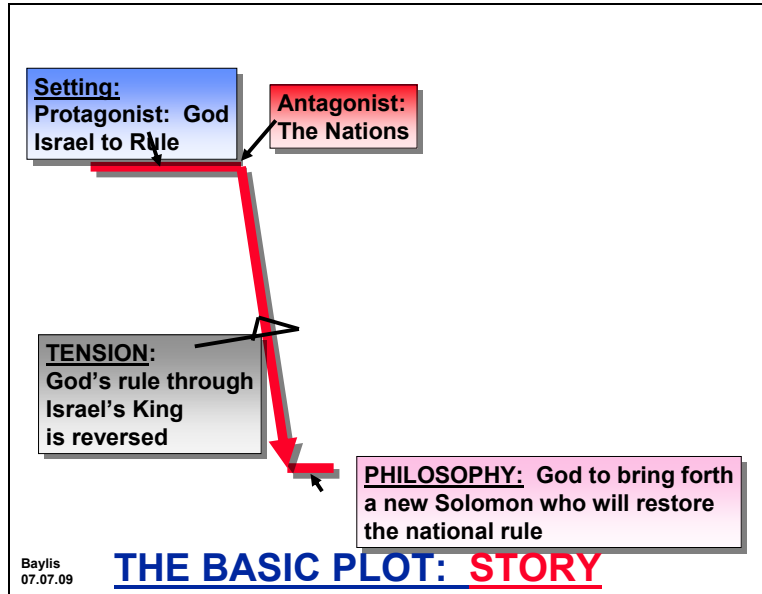 Setting:
Protagonist: God
Israel to Rule
Antagonist:
The Nations
TENSION:
God's rule through
Israel's King
is reversed
PHILOSOPHY: God to bring forth
a new Solomon who will restore
the national rule
Baylis
07.07.09
THE BASIC PLOT: STORY